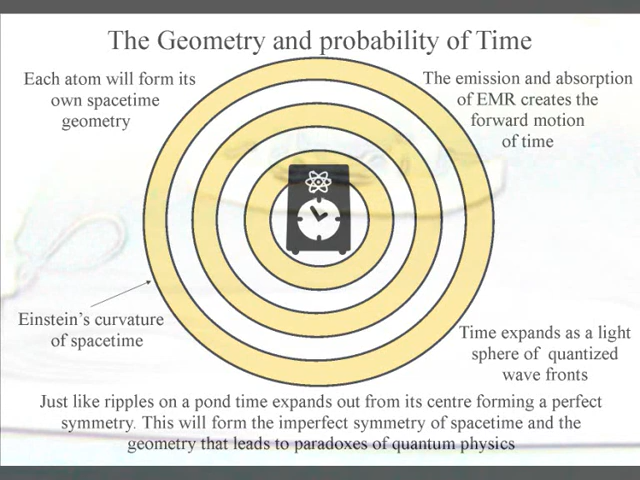 The Geometry and probability of Time
Each atom will form its
own spacetime
geometry
The emission and absorption
of EMR creates the
forward motion
of time
Einstein's curvature
of spacetime
Time expands as a light
sphere of quantized
wave fronts
Just like ripples on a pond time expands out from its centre forming a perfect
symmetry. This will form the imperfect symmetry of spacetime and the
geometry that leads to paradoxes of quantum physics